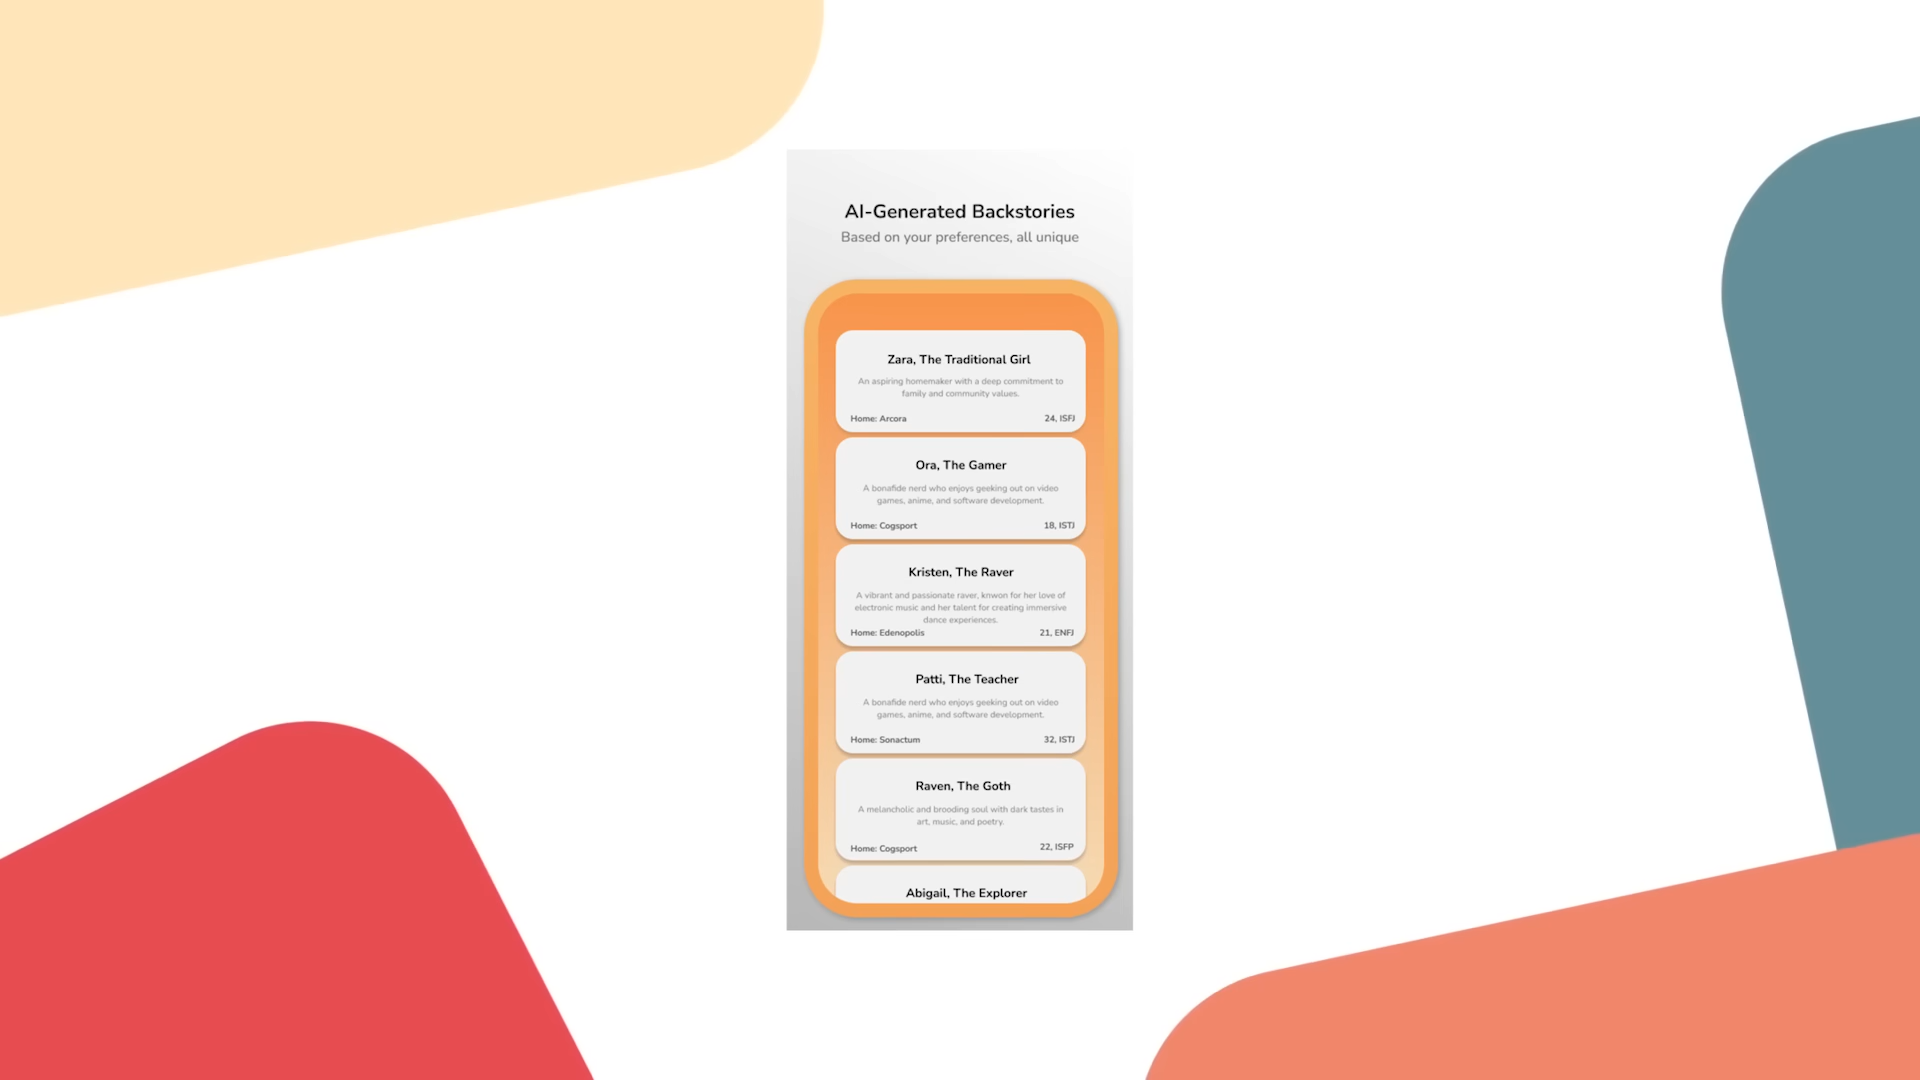 AI-Generated Backstories
Based on your preferences, all unique
Zara, The Traditional Girl
An aspiring homemaker with a deep commitment to
family and community values.
Home: Arcora
24, ISFJ
Ora, The Gamer
A bonafide nerd who enjoys geeking out on video
games, anime, and software development.
Home: Cogsport
18, ISTJ
Kristen, The Raver
A vibrant and passionate raver, knwon for her love of
electronic music and her talent for creating immersive
dance experiences.
Home: Edenopolis
21, ENFJ
Patti, The Teacher
A bonafide nerd who enjoys geeking out on video
games, anime, and software development.
Home: Sonactum
32, ISTJ
Raven, The Goth
A melancholic and brooding soul with dark tastes in
art, music, and poetry.
Home: Cogsport
22, ISFP
Abigail, The Explorer